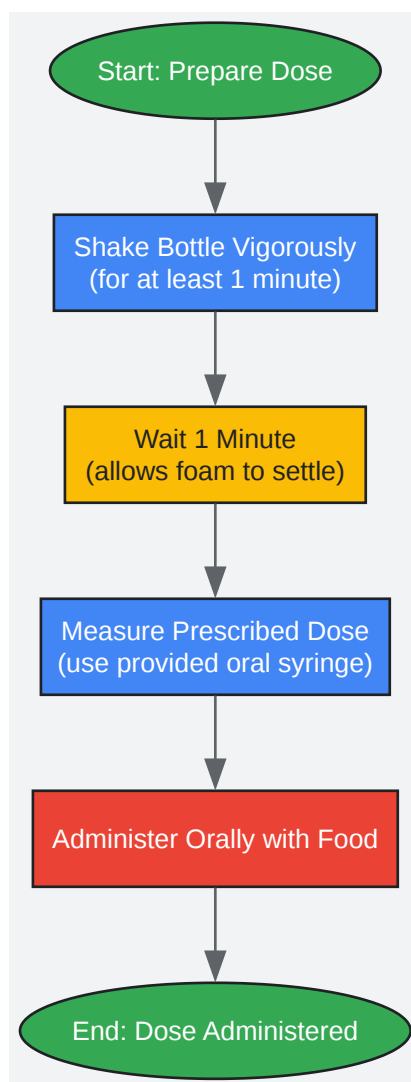 Start: Prepare Dose
Shake Bottle Vigorously
(for at least 1 minute)
Wait 1 Minute
(allows foam to settle)
Measure Prescribed Dose
(use provided oral syringe)
Administer Orally with Food
End: Dose Administered